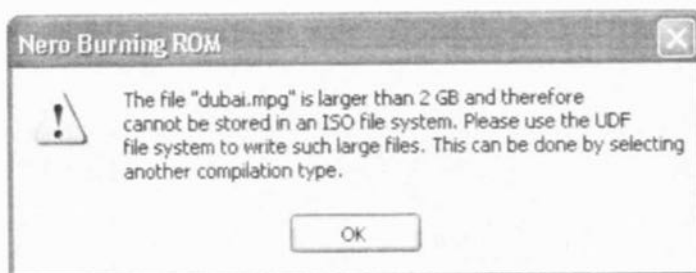 Nero Burning ROM
The file "dubai.mpg" is larger than 2 GB and therefore
cannot be stored in an ISO file system. Please use the UDF
file system to write such large files. This can be done by selecting
another compilation type.
OK